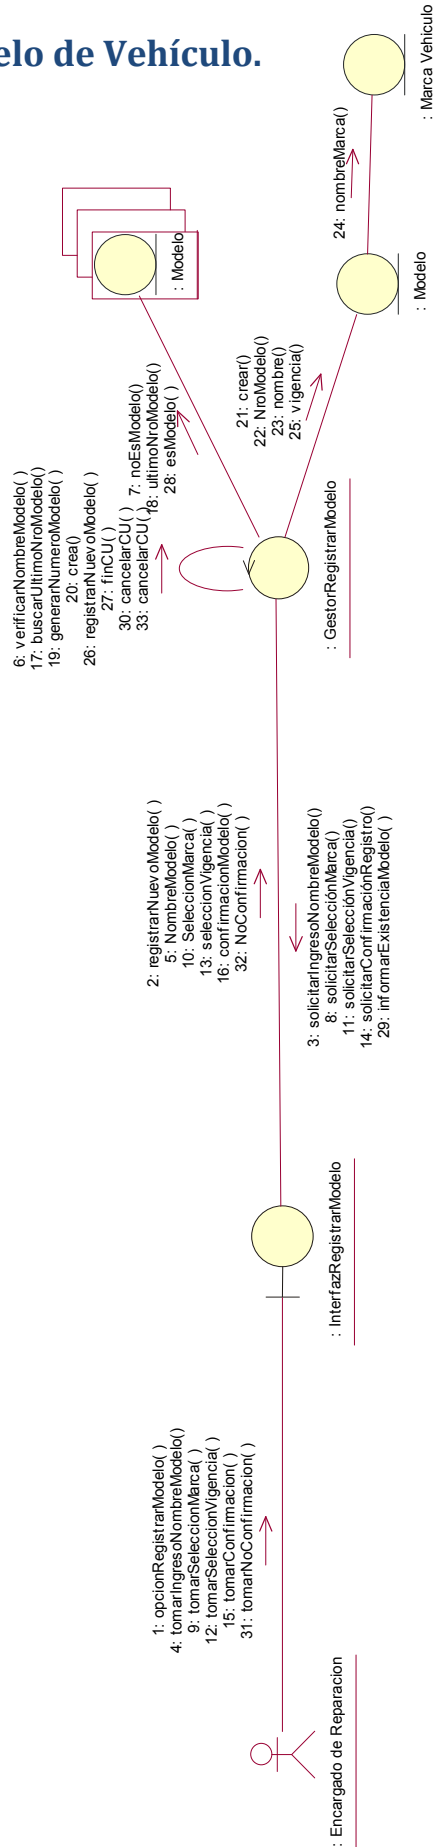 elo de Vehículo.
: Marca Vehiculo
24: nombreMarca()
: Modelo
: Modelo
21: crear()
22: NroModelo()
23: nombre()
25: vigencia()
7: noEsModelo()
18: ultimoNroModelo()
28: esModelo( )
6: verificarNombreModelo( )
17: buscarUltimoNroModelo()
19: generarNumeroModelo( )
20: crea()
26: registrarNuevoModelo( )
27: finCU( )
30: cancelarCU( )
33: cancelarCU( )
: GestorRegistrarModelo
2: registrarNuevoModelo( )
5: NombreModelo( )
10: SeleccionMarca( )
13: seleccionVigencia( )
16: confirmacionModelo( )
32: NoConfirmacion( )
3: solicitarIngresoNombreModelo()
8: solicitarSelecciónMarca()
11: solicitarSelecciónVigencia()
14: solicitarConfirmaciónRegistro()
29: informarExistenciaModelo( )
: InterfazRegistrarModelo
1: opcionRegistrarModelo( )
4: tomarIngresoNombreModelo()
9: tomarSeleccionMarca( )
12: tomarSeleccionVigencia( )
15: tomarConfirmacion( )
31: tomarNoConfirmacion( )
: Encargado de Reparacion